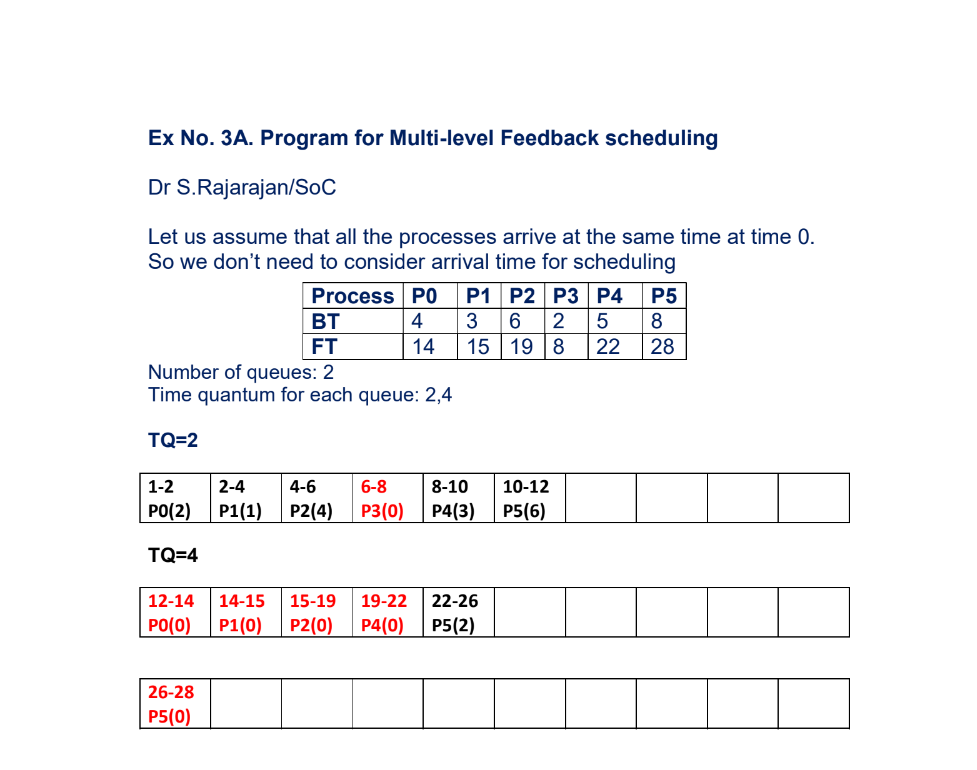 Ex No. 3A. Program for Multi-level Feedback scheduling
Dr S.Rajarajan/SoC
Let us assume that all the processes arrive at the same time at time 0.
So we don't need to consider arrival time for scheduling
Process P0 P1 P2 P3 P4 P5
BT 4 3 6 2 5 8
FT 14 15 19 8 22 28
Number of queues: 2
Time quantum for each queue: 2,4
TQ=2
1-2 2-4 4-6 6-8 8-10 10-12
P0(2) P1(1) P2(4) P3(0) P4(3) P5(6)
TQ=4
12-14 14-15 15-19 19-22 22-26
P0(0) P1(0) P2(0) P4(0) P5(2)
26-28
P5(0)